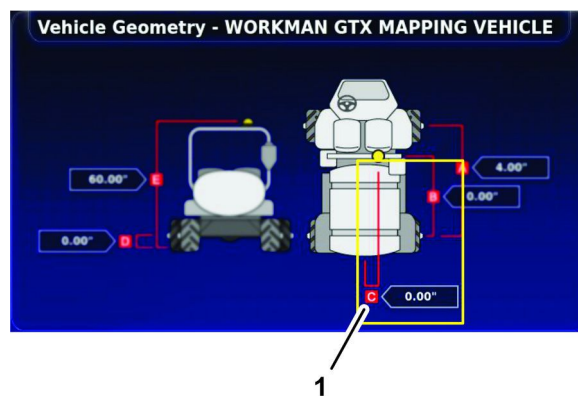 Vehicle Geometry - WORKMAN GTX MAPPING VEHICLE
A 4.00"
60.00" E
B 0.00"
0.00" D
C 0.00"
1